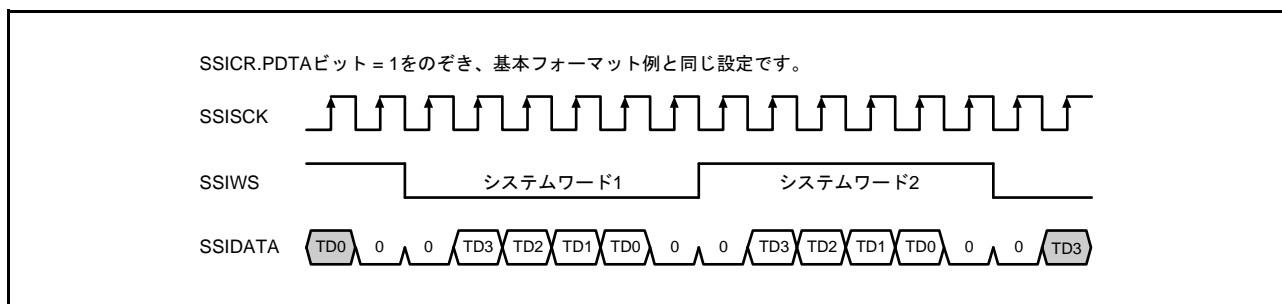 SSICR.PDTAビット = 1をのぞき、基本フォーマット例と同じ設定です。
SSISCK
SSIWS システムワード1 システムワード2
SSIDATA TD0 0 0 TD3 TD2 TD1 TD0 0 0 TD3 TD2 TD1 TD0 0 0 TD3